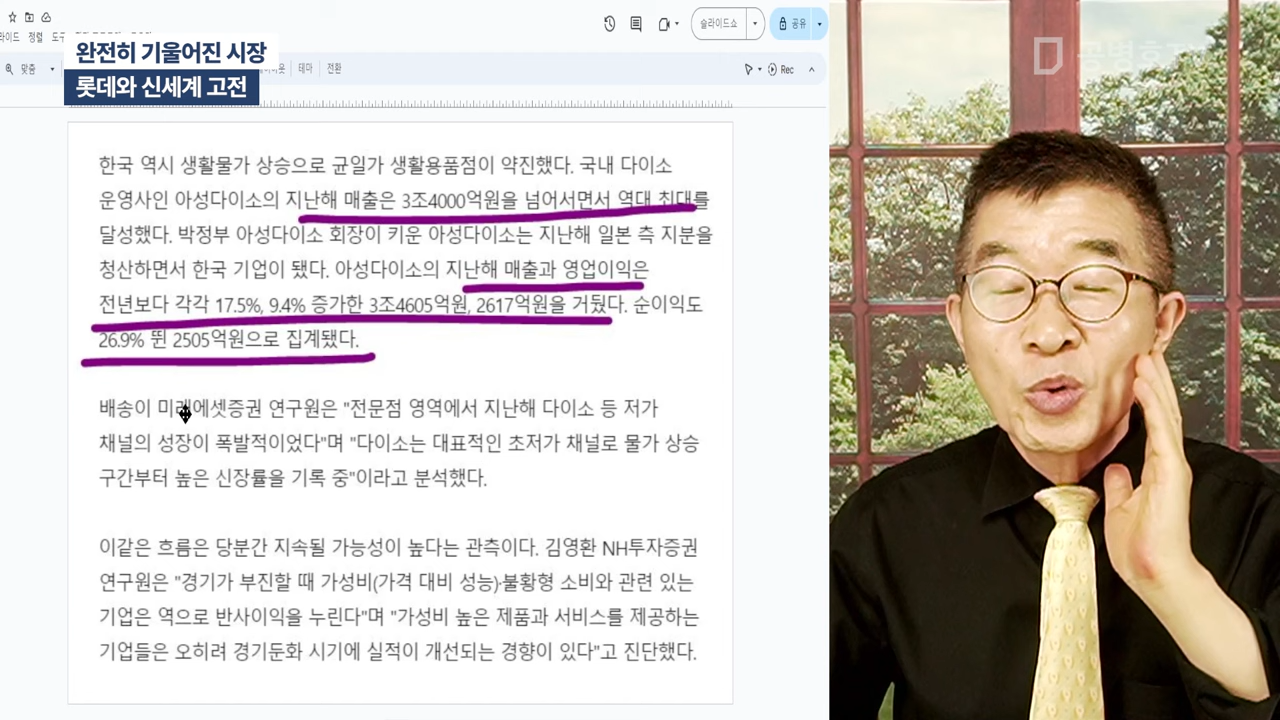 완전히 기울어진 시장
롯데와 신세계 고전
슬라이드쇼
공유
라이드 정렬 도구
맞춤
테마
전환
Rec
공병호
한국 역시 생활물가 상승으로 균일가 생활용품점이 약진했다. 국내 다이소
운영사인 아성다이소의 지난해 매출은 3조4000억원을 넘어서면서 역대 최대를
달성했다. 박정부 아성다이소 회장이 키운 아성다이소는 지난해 일본 측 지분을
청산하면서 한국 기업이 됐다. 아성다이소의 지난해 매출과 영업이익은
전년보다 각각 17.5%, 9.4% 증가한 3조4605억원, 2617억원을 거뒀다. 순이익도
26.9% 뛴 2505억원으로 집계됐다.
배송이 미래에셋증권 연구원은 "전문점 영역에서 지난해 다이소 등 저가
채널의 성장이 폭발적이었다"며 "다이소는 대표적인 초저가 채널로 물가 상승
구간부터 높은 신장률을 기록 중"이라고 분석했다.
이같은 흐름은 당분간 지속될 가능성이 높다는 관측이다. 김영환 NH투자증권
연구원은 "경기가 부진할 때 가성비(가격 대비 성능)·불황형 소비와 관련 있는
기업은 역으로 반사이익을 누린다"며 "가성비 높은 제품과 서비스를 제공하는
기업들은 오히려 경기둔화 시기에 실적이 개선되는 경향이 있다"고 진단했다.